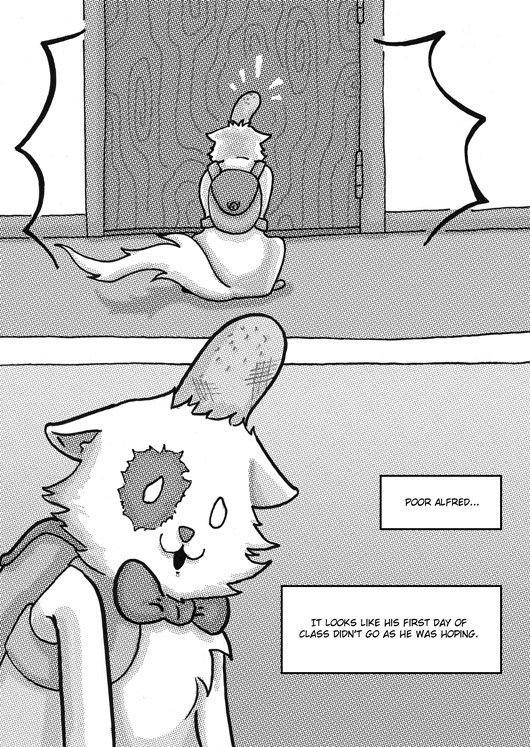 POOR ALFRED...
IT LOOKS LIKE HIS FIRST DAY OF
CLASS DIDN'T GO AS HE WAS HOPING.